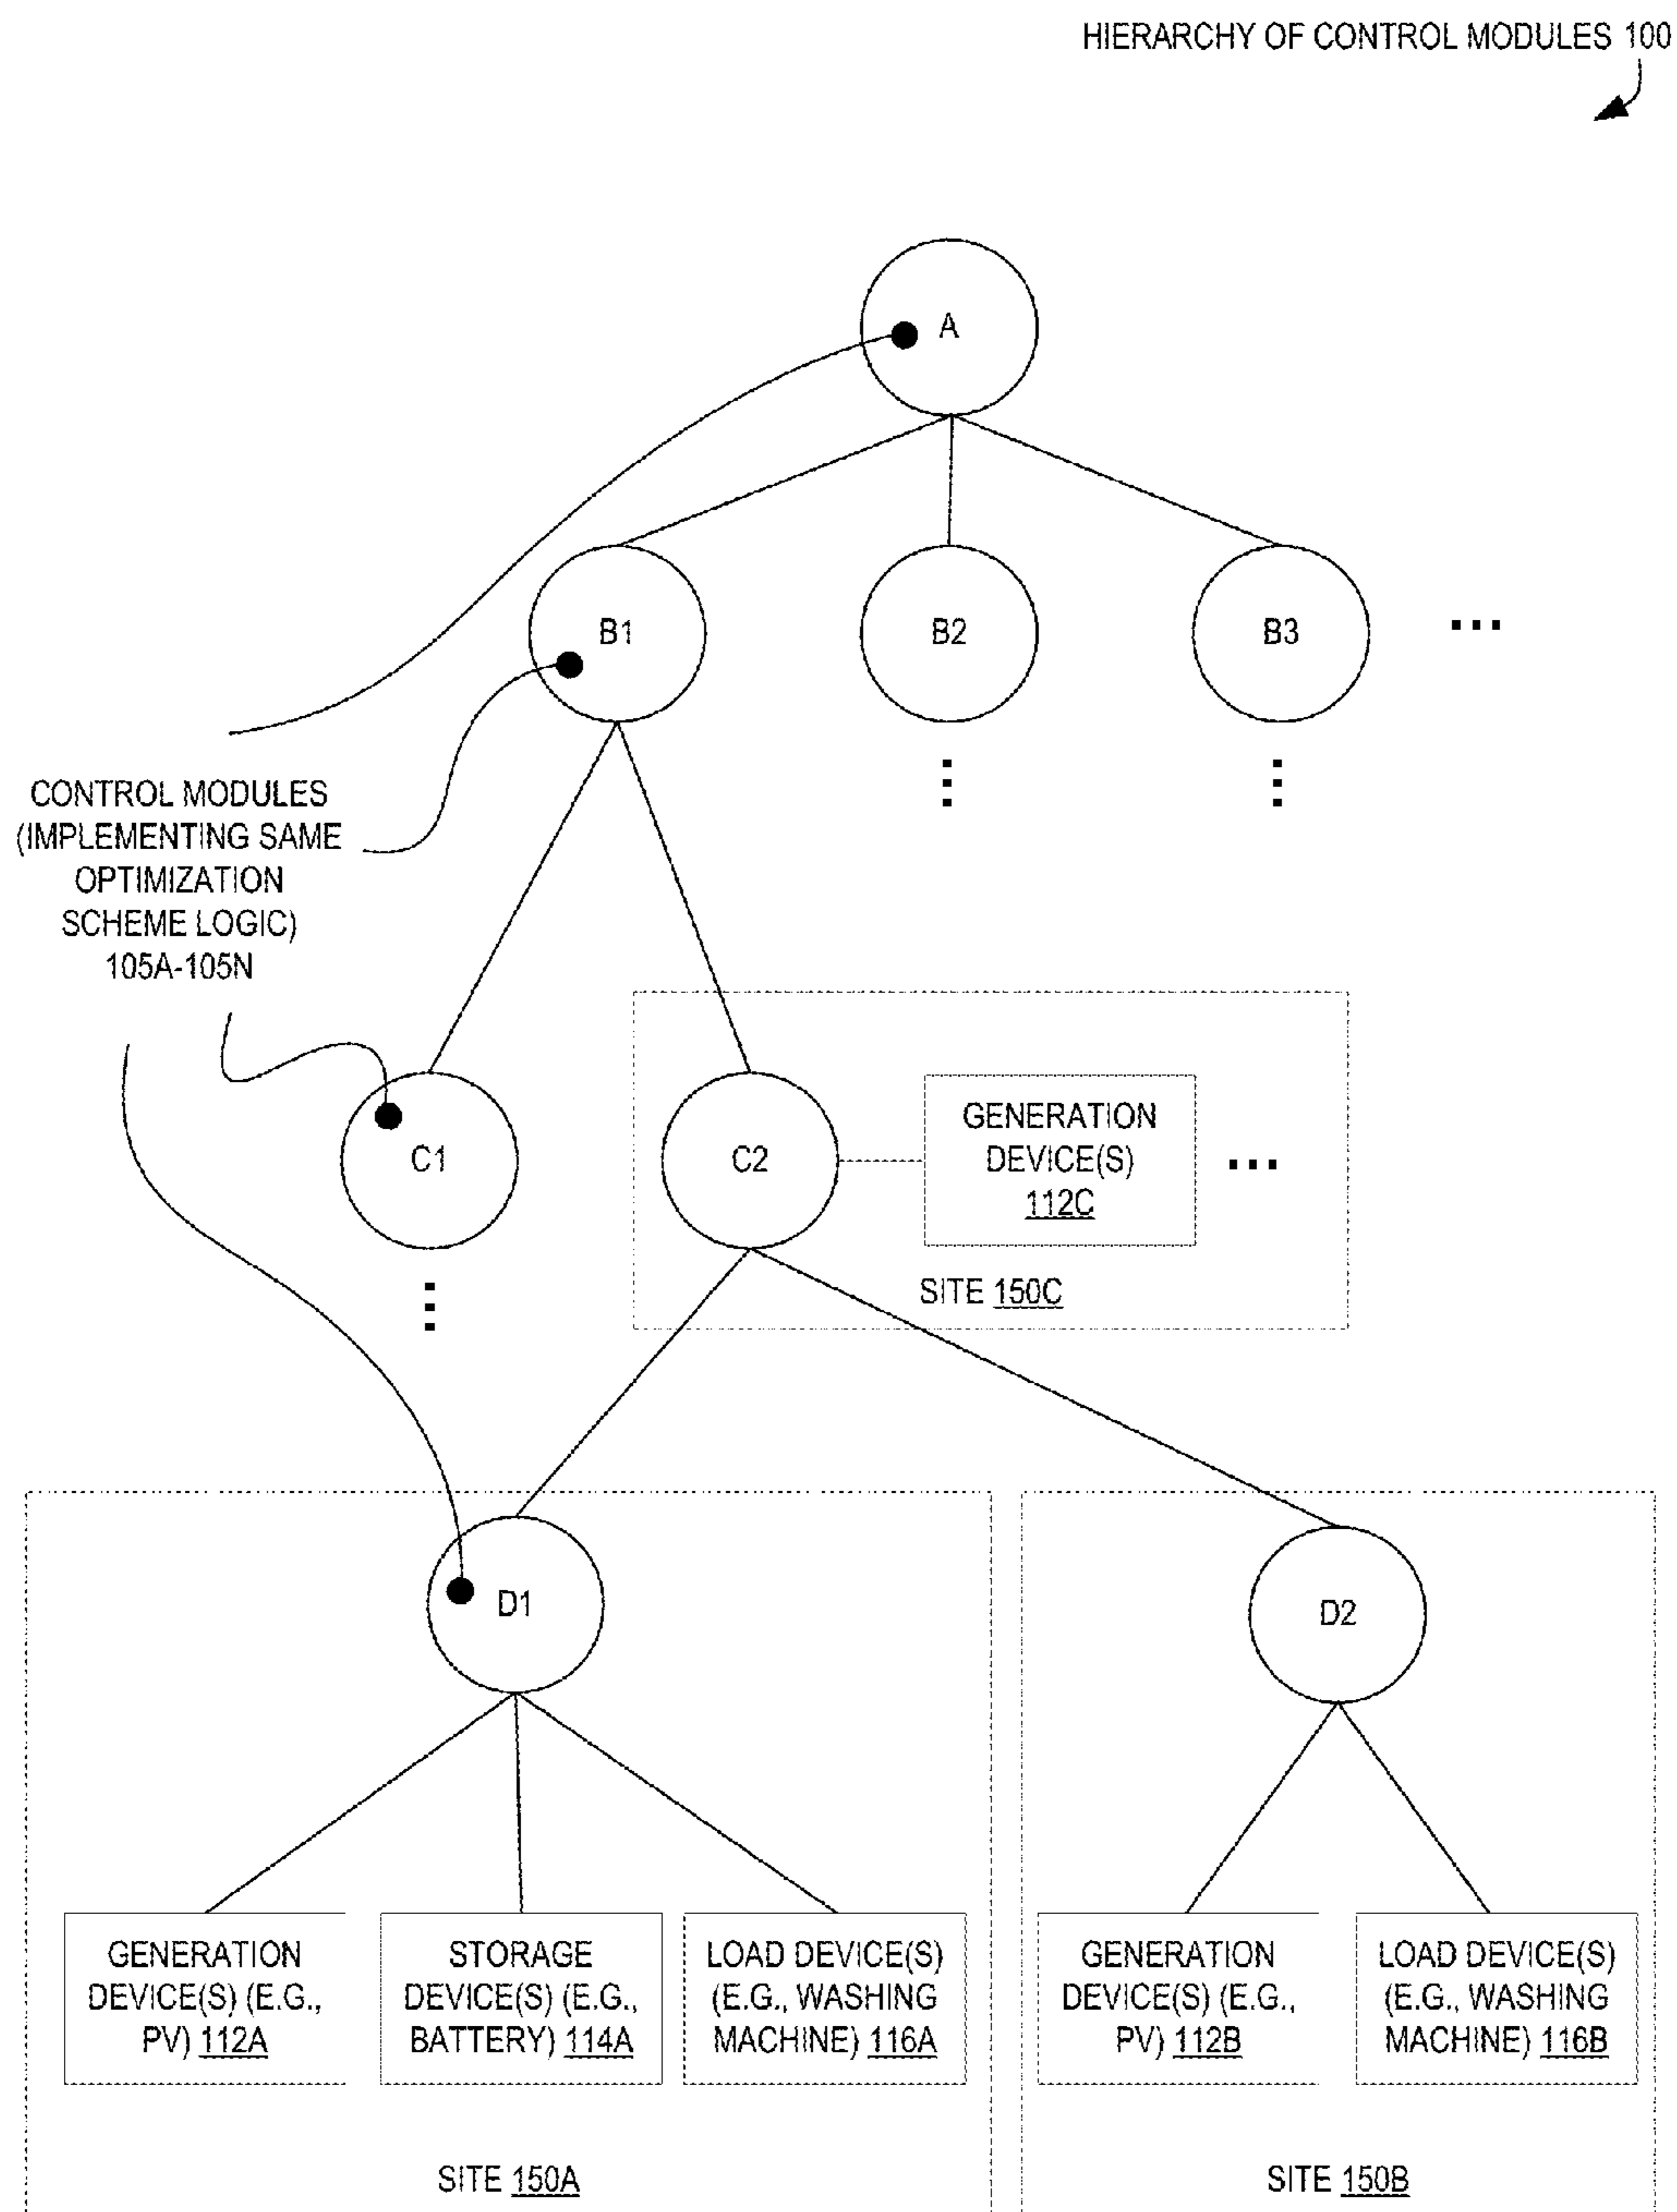 HIERARCHY OF CONTROL MODULES 100
A
B1
B2
B3
...
CONTROL MODULES
(IMPLEMENTING SAME
OPTIMIZATION
SCHEME LOGIC)
105A-105N
C1
C2
GENERATION
DEVICE(S)
112C
...
SITE 150C
D1
D2
GENERATION
DEVICE(S) (E.G.,
PV) 112A
STORAGE
DEVICE(S) (E.G.,
BATTERY) 114A
LOAD DEVICE(S)
(E.G., WASHING
MACHINE) 116A
GENERATION
DEVICE(S) (E.G.,
PV) 112B
LOAD DEVICE(S)
(E.G., WASHING
MACHINE) 116B
SITE 150A
SITE 150B